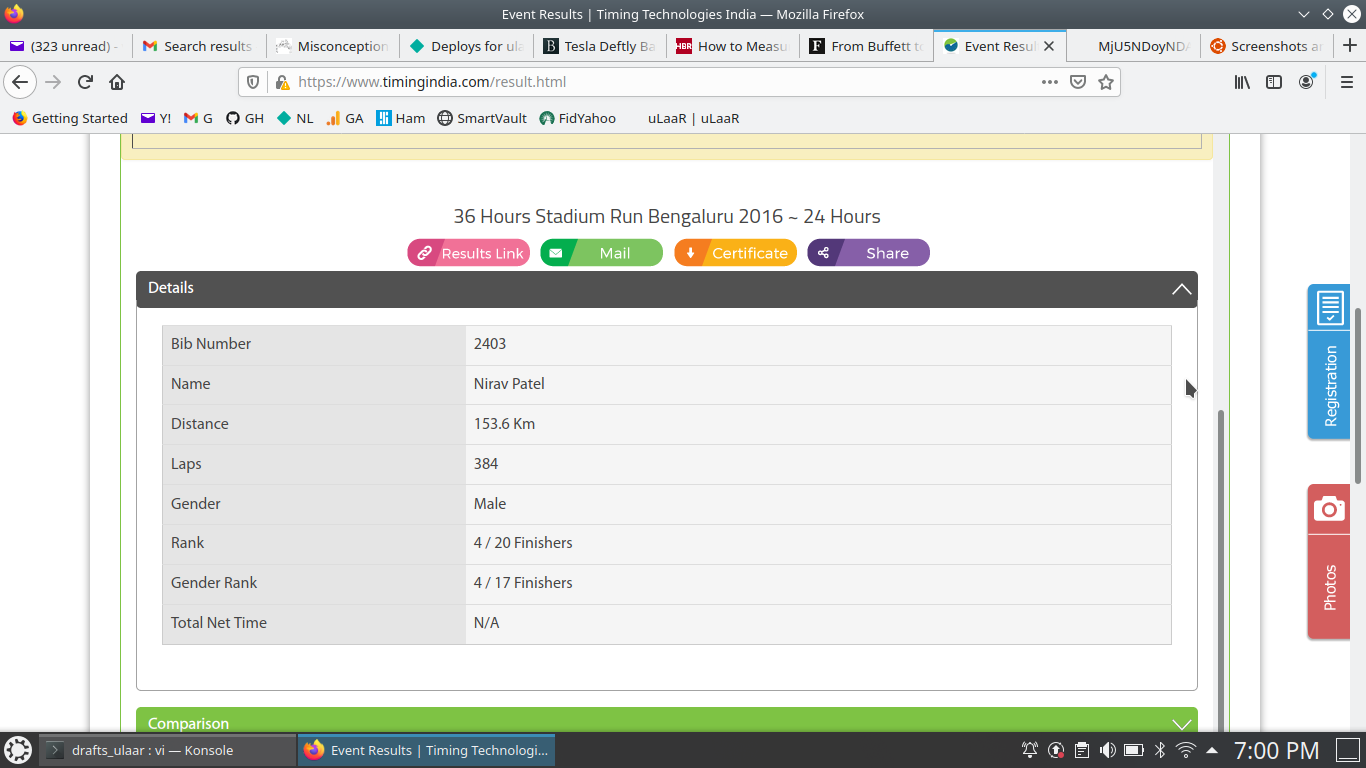 Event Results | Timing Technologies India — Mozilla Firefox
(323 unread) -
Search results
Misconception
Deploys for ula
Tesla Deftly Ba
How to Measu
From Buffett to
Event Resul
MjU5NDoyNDA
Screenshots a
https://www.timingindia.com/result.html
Getting Started
Y!
G
GH
NL
GA
Ham
SmartVault
FidYahoo
uLaaR | uLaaR
36 Hours Stadium Run Bengaluru 2016 ~ 24 Hours
Results Link
Mail
Certificate
Share
Details
Bib Number 2403
Name Nirav Patel
Distance 153.6 Km
Laps 384
Gender Male
Rank 4 / 20 Finishers
Gender Rank 4 / 17 Finishers
Total Net Time N/A
Comparison
Registration
Photos
drafts_ulaar : vi — Konsole
Event Results | Timing Technologi...
7:00 PM